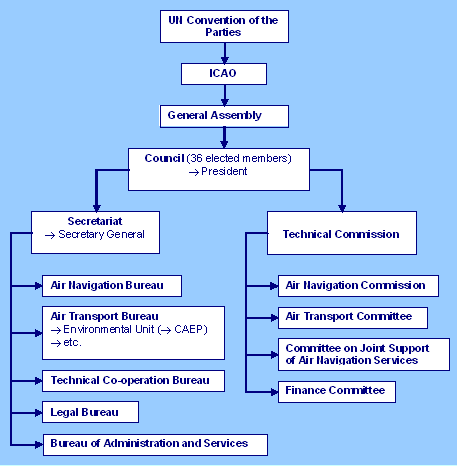 UN Convention of the
Parties
ICAO
General Assembly
Council (36 elected members)
→ President
Secretariat
→ Secretary General
Technical Commission
Air Navigation Bureau
Air Transport Bureau
→ Environmental Unit (→ CAEP)
→ etc.
Technical Co-operation Bureau
Legal Bureau
Bureau of Administration and Services
Air Navigation Commission
Air Transport Committee
Committee on Joint Support
of Air Navigation Services
Finance Committee